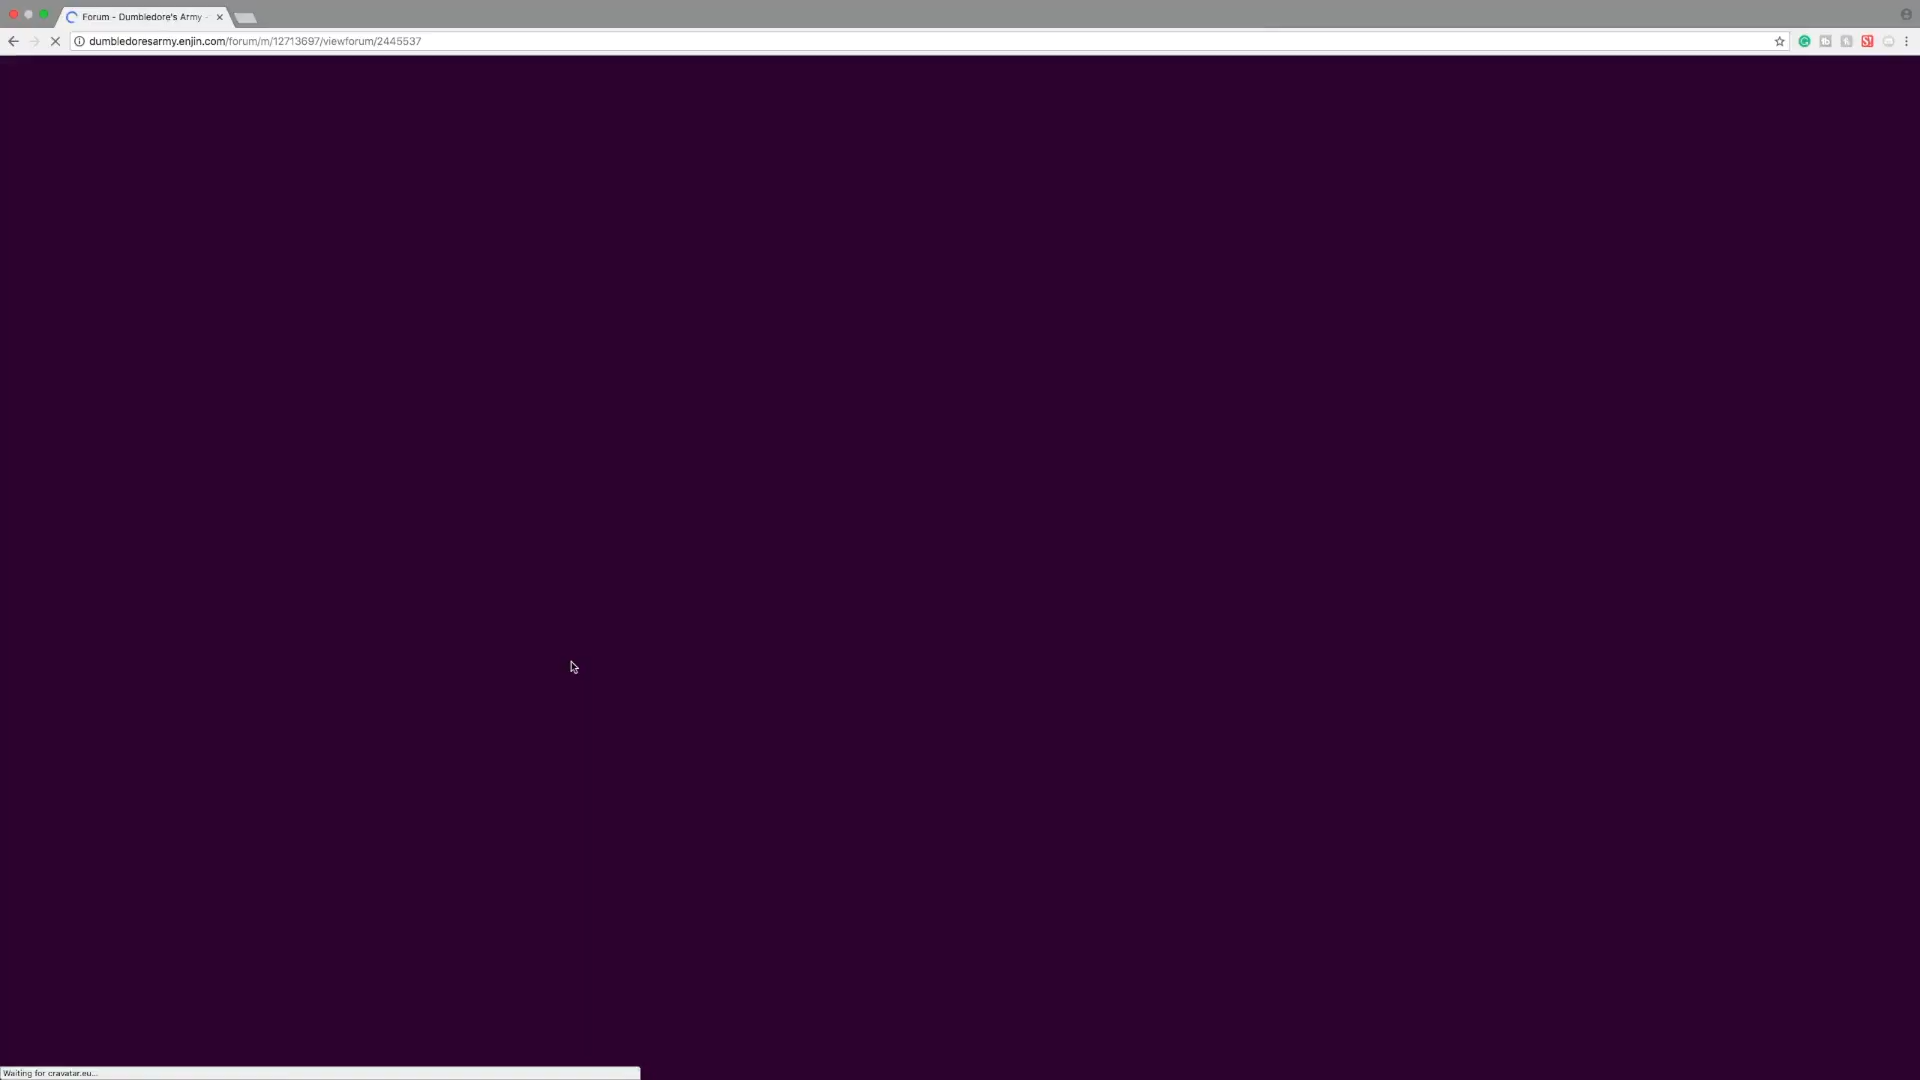 Forum - Dumbledore's Army -
dumbledoresarmy.enjin.com/forum/m/12713697/viewforum/2445537
Waiting for cravatar.eu...